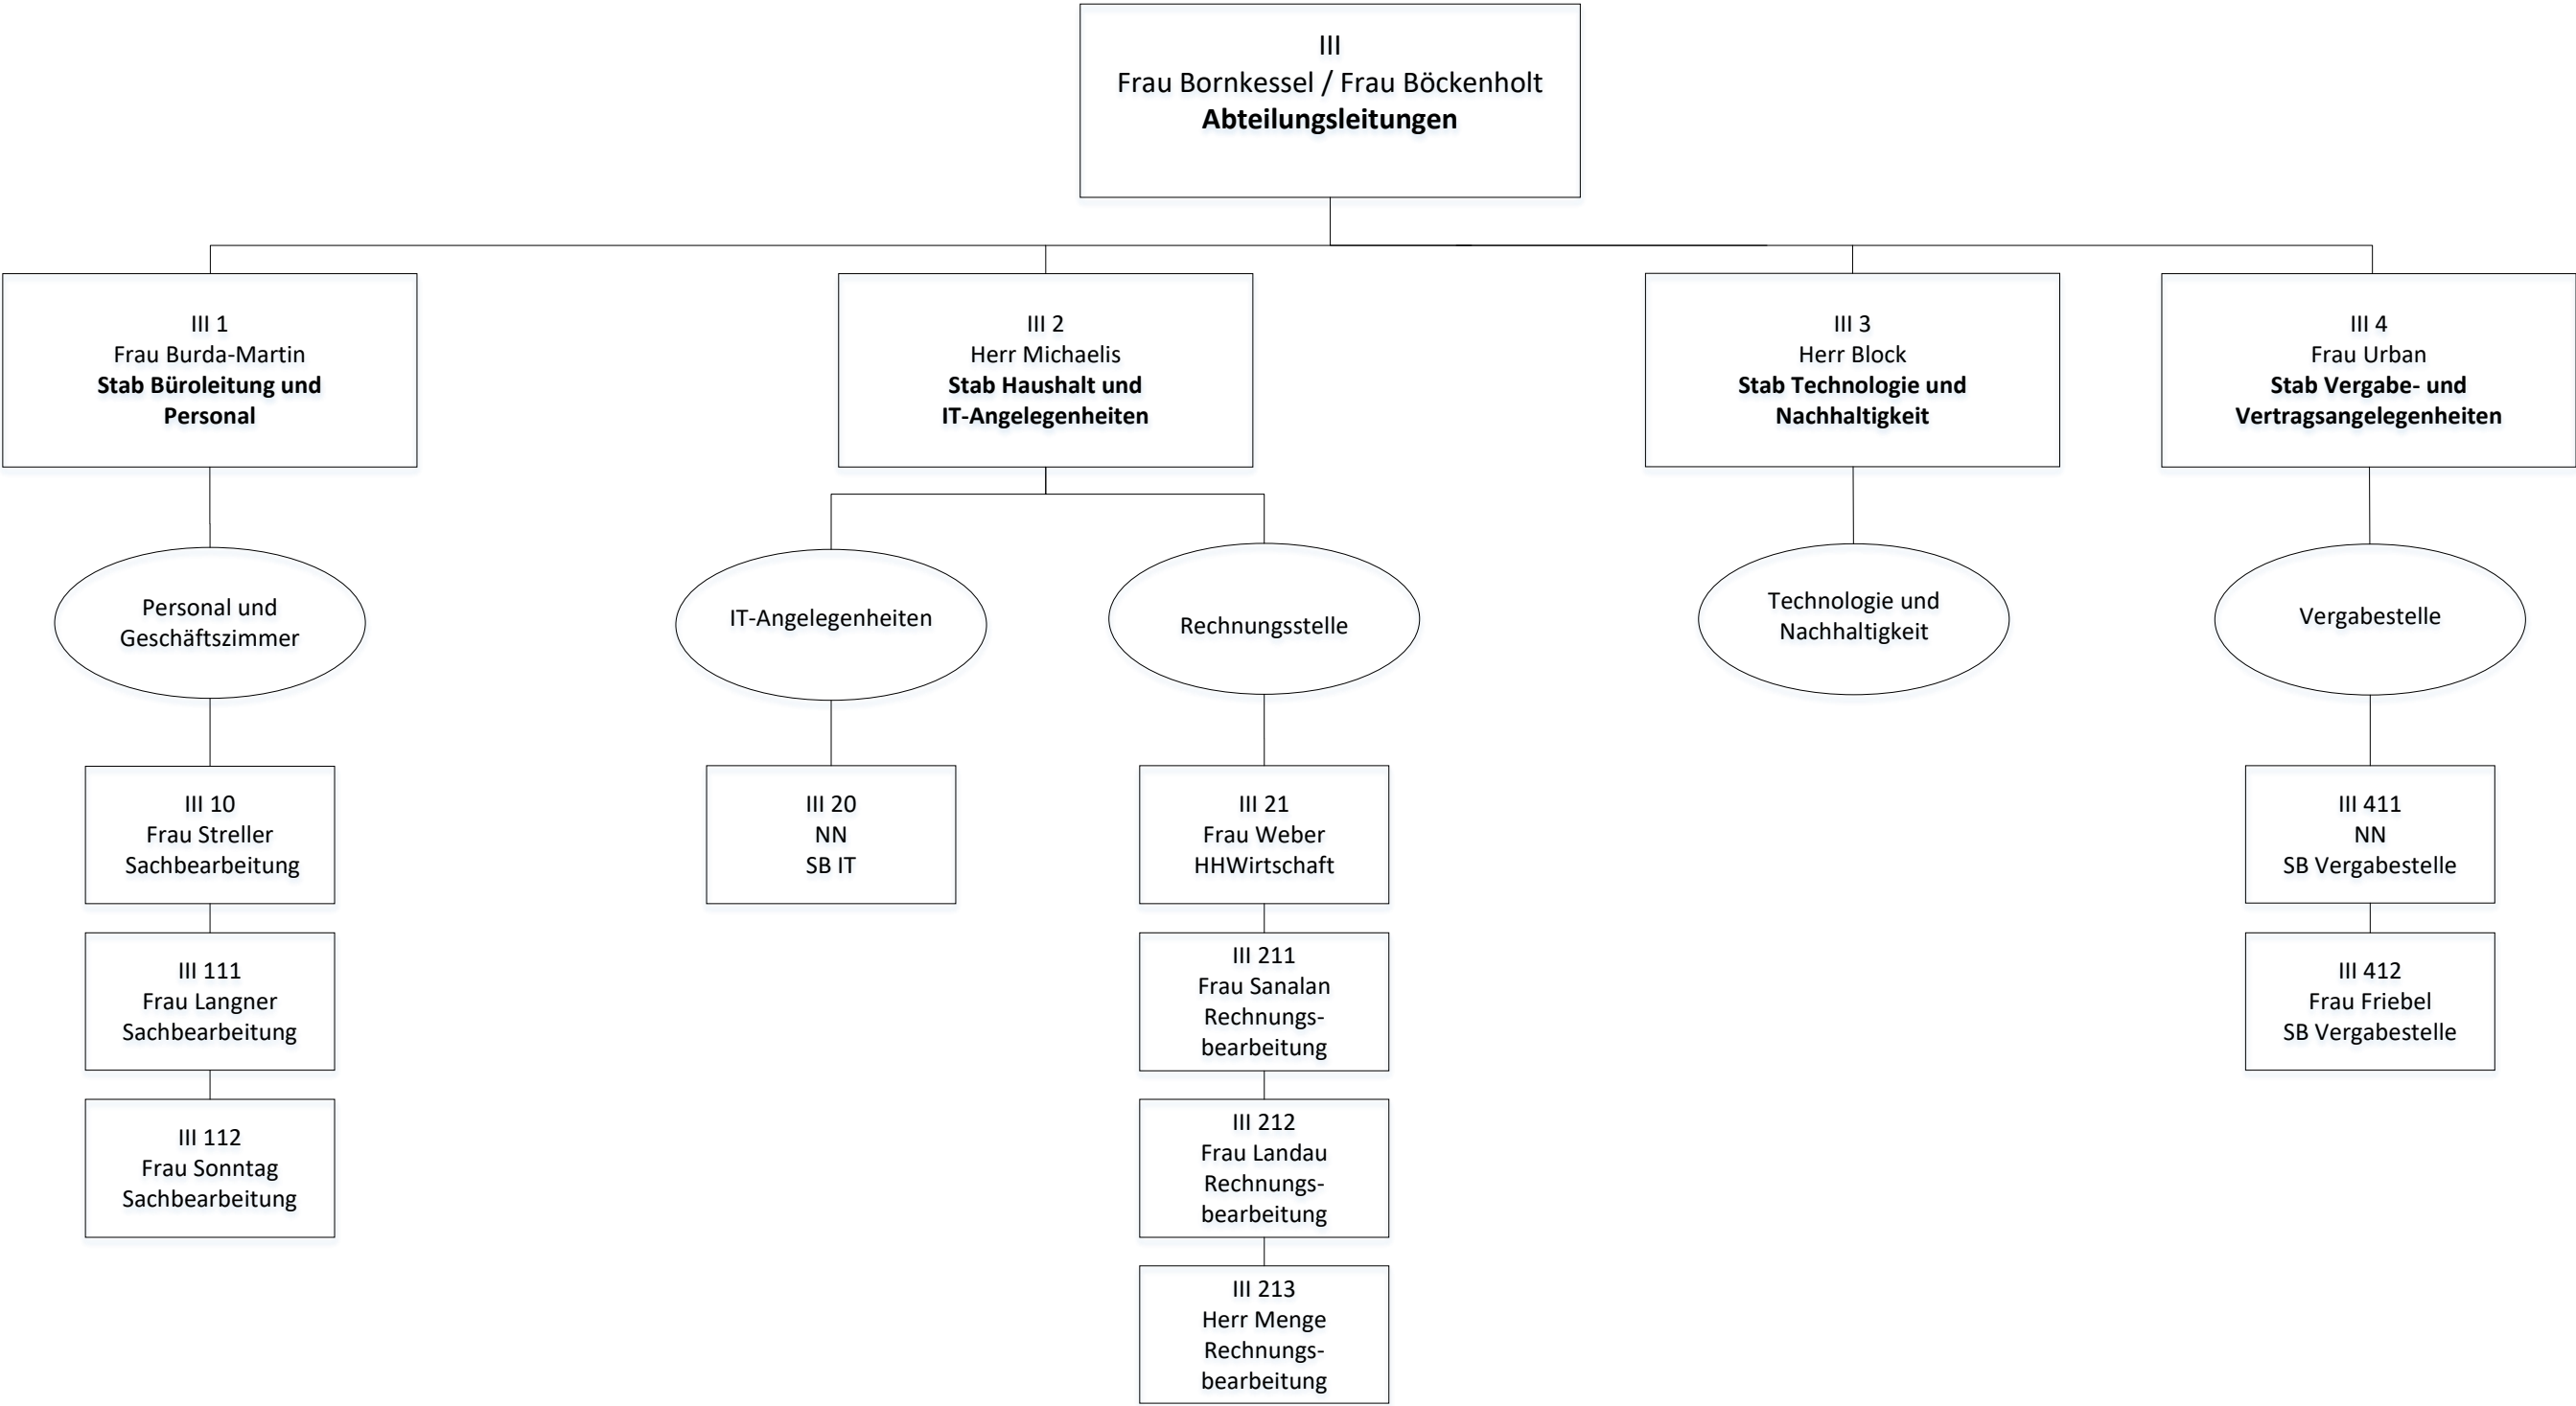 III
Frau Bornkessel / Frau Böckenholt
Abteilungsleitungen
III 1
Frau Burda-Martin
Stab Büroleitung und
Personal
III 2
Herr Michaelis
Stab Haushalt und
IT-Angelegenheiten
III 3
Herr Block
Stab Technologie und
Nachhaltigkeit
III 4
Frau Urban
Stab Vergabe- und
Vertragsangelegenheiten
Personal und
Geschäftszimmer
IT-Angelegenheiten
Rechnungsstelle
Technologie und
Nachhaltigkeit
Vergabestelle
III 10
Frau Streller
Sachbearbeitung
III 20
NN
SB IT
III 21
Frau Weber
HHWirtschaft
III 411
NN
SB Vergabestelle
III 111
Frau Langner
Sachbearbeitung
III 211
Frau Sanalan
Rechnungs-
bearbeitung
III 412
Frau Friebel
SB Vergabestelle
III 112
Frau Sonntag
Sachbearbeitung
III 212
Frau Landau
Rechnungs-
bearbeitung
III 213
Herr Menge
Rechnungs-
bearbeitung